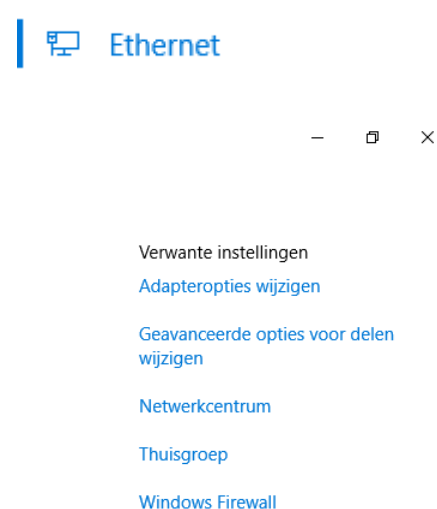 Ethernet
Verwante instellingen
Adapteropties wijzigen
Geavanceerde opties voor delen
wijzigen
Netwerkcentrum
Thuisgroep
Windows Firewall